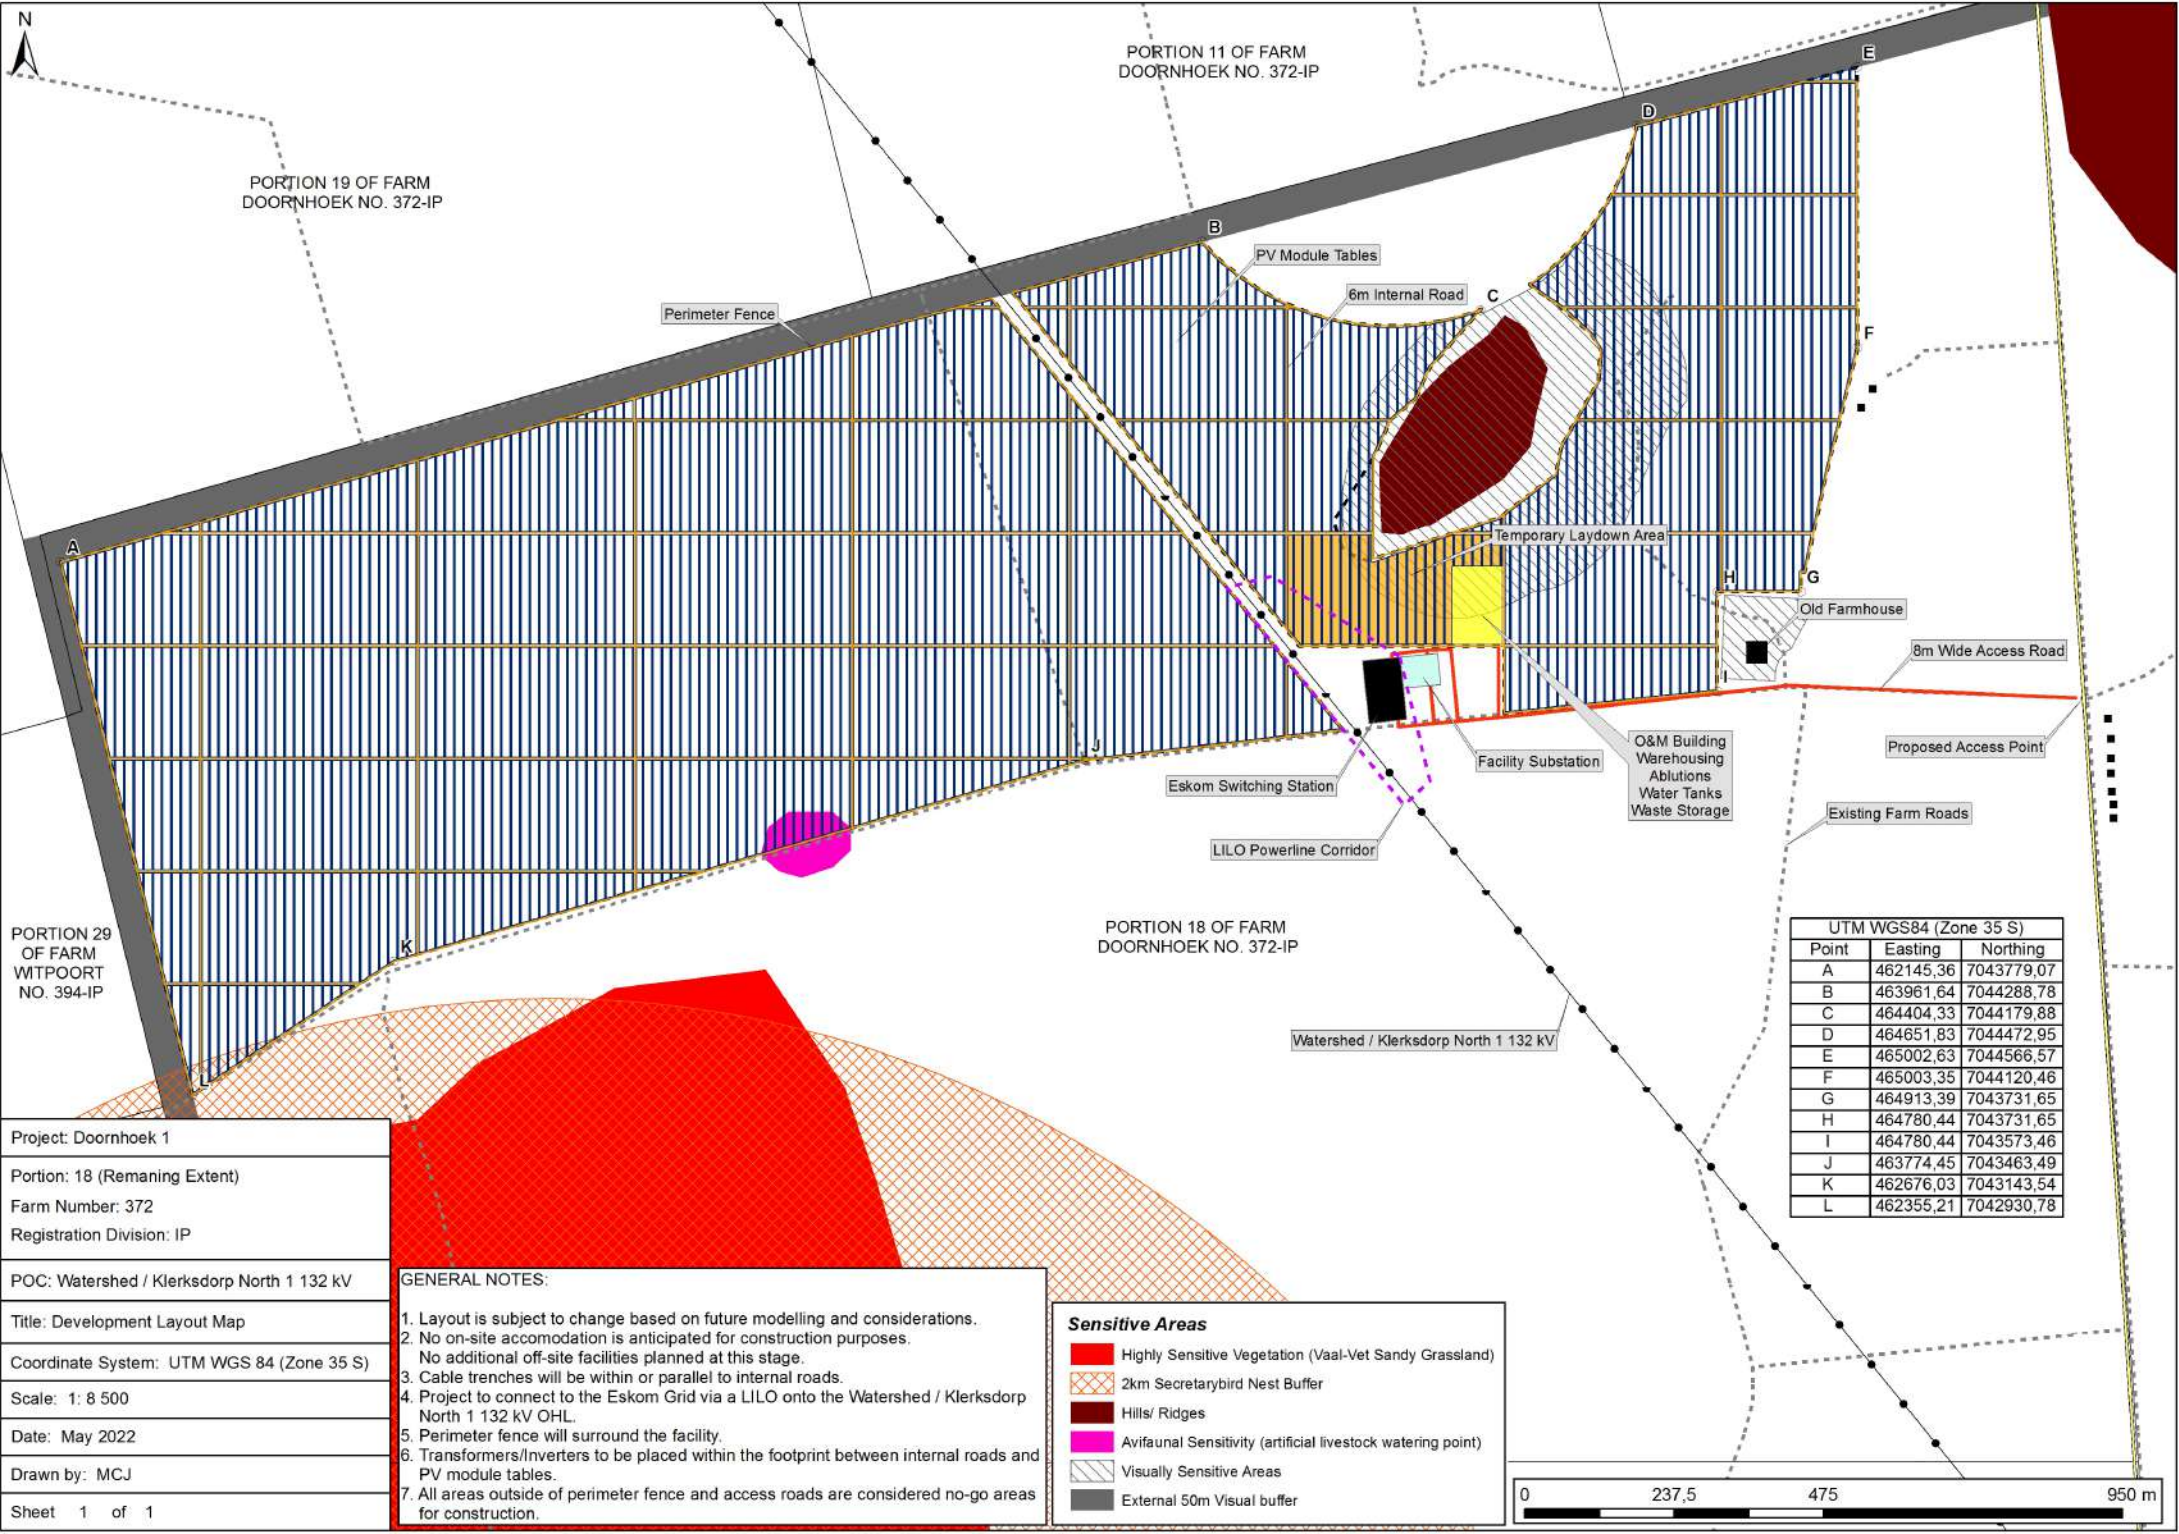 N
PORTION 11 OF FARM
DOORNHOEK NO. 372-IP
E
D
PORTION 19 OF FARM
DOORNHOEK NO. 372-IP
B
PV Module Tables
6m Internal Road
C
Perimeter Fence
F
A
Temporary Laydown Area
H
G
Old Farmhouse
8m Wide Access Road
I
J
Proposed Access Point
O&M Building
Warehousing
Ablutions
Water Tanks
Waste Storage
Facility Substation
Eskom Switching Station
Existing Farm Roads
LILO Powerline Corridor
K
PORTION 29
OF FARM
WITPOORT
NO. 394-IP
PORTION 18 OF FARM
DOORNHOEK NO. 372-IP
Watershed / Klerksdorp North 1 132 kV
L
UTM WGS84 (Zone 35 S)
Point Easting Northing
A 462145,36 7043779,07
B 463961,64 7044288,78
C 464404,33 7044179,88
D 464651,83 7044472,95
E 465002,63 7044566,57
F 465003,35 7044120,46
G 464913,39 7043731,65
H 464780,44 7043731,65
I 464780,44 7043573,46
J 463774,45 7043463,49
K 462676,03 7043143,54
L 462355,21 7042930,78
Project: Doornhoek 1
Portion: 18 (Remaning Extent)
Farm Number: 372
Registration Division: IP
POC: Watershed / Klerksdorp North 1 132 kV
Title: Development Layout Map
Coordinate System: UTM WGS 84 (Zone 35 S)
Scale: 1: 8 500
Date: May 2022
Drawn by: MCJ
Sheet 1 of 1
GENERAL NOTES:
1. Layout is subject to change based on future modelling and considerations.
2. No on-site accomodation is anticipated for construction purposes.
No additional off-site facilities planned at this stage.
3. Cable trenches will be within or parallel to internal roads.
4. Project to connect to the Eskom Grid via a LILO onto the Watershed / Klerksdorp
North 1 132 kV OHL.
5. Perimeter fence will surround the facility.
6. Transformers/Inverters to be placed within the footprint between internal roads and
PV module tables.
7. All areas outside of perimeter fence and access roads are considered no-go areas
for construction.
Sensitive Areas
Highly Sensitive Vegetation (Vaal-Vet Sandy Grassland)
2km Secretarybird Nest Buffer
Hills/ Ridges
Avifaunal Sensitivity (artificial livestock watering point)
Visually Sensitive Areas
External 50m Visual buffer
0 237,5 475 950 m